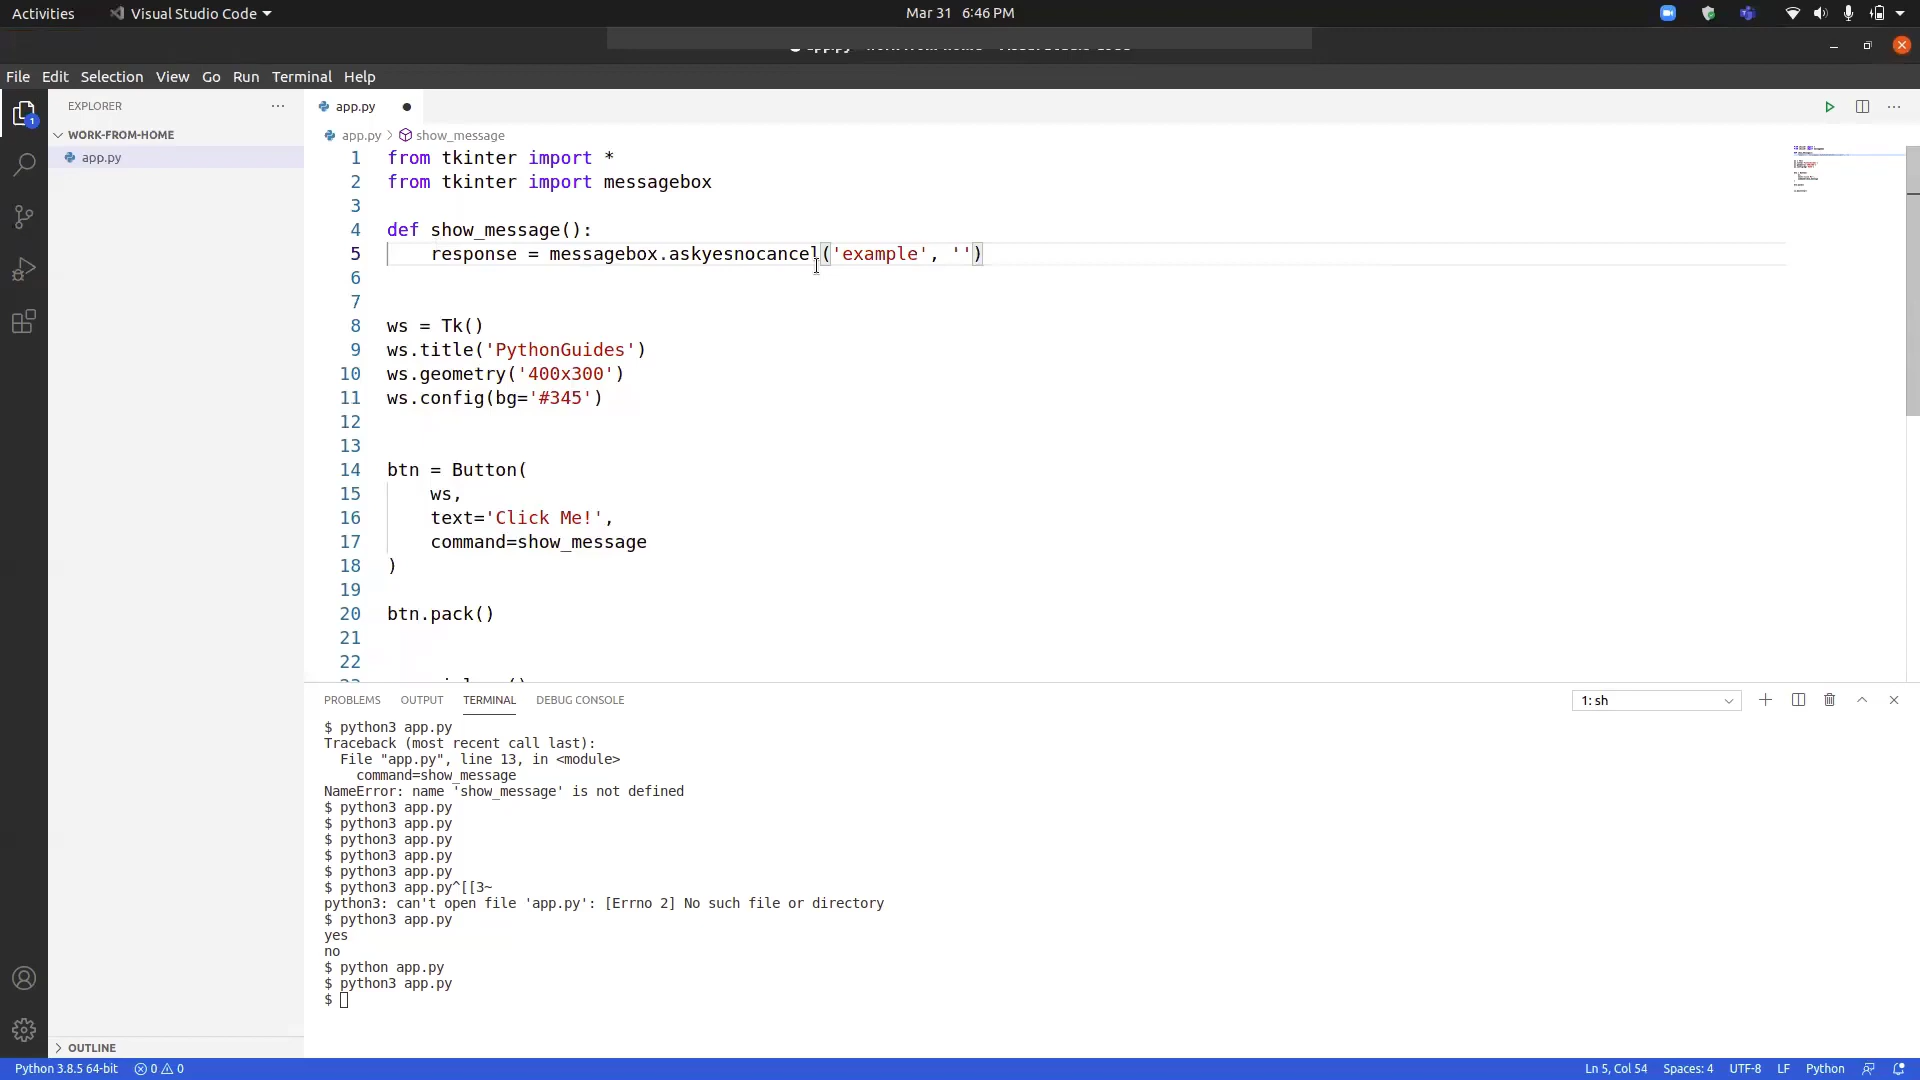 Activities Visual Studio Code Mar 31 6:46 PM
File Edit Selection View Go Run Terminal Help
EXPLORER
WORK-FROM-HOME
app.py
1
app.py
app.py > show_message
1 from tkinter import *
2 from tkinter import messagebox
3
4 def show_message():
5 response = messagebox.askyesnocancel('example', '')
6
7
8 ws = Tk()
9 ws.title('PythonGuides')
10 ws.geometry('400x300')
11 ws.config(bg='#345')
12
13
14 btn = Button(
15 ws,
16 text='Click Me!',
17 command=show_message
18 )
19
20 btn.pack()
21
22
PROBLEMS OUTPUT TERMINAL DEBUG CONSOLE 1: sh
$ python3 app.py
Traceback (most recent call last):
File "app.py", line 13, in <module>
command=show_message
NameError: name 'show_message' is not defined
$ python3 app.py
$ python3 app.py
$ python3 app.py
$ python3 app.py
$ python3 app.py
$ python3 app.py^[[3~
python3: can't open file 'app.py': [Errno 2] No such file or directory
$ python3 app.py
yes
no
$ python app.py
$ python3 app.py
$
OUTLINE
Python 3.8.5 64-bit 0 0 Ln 5, Col 54 Spaces: 4 UTF-8 LF Python